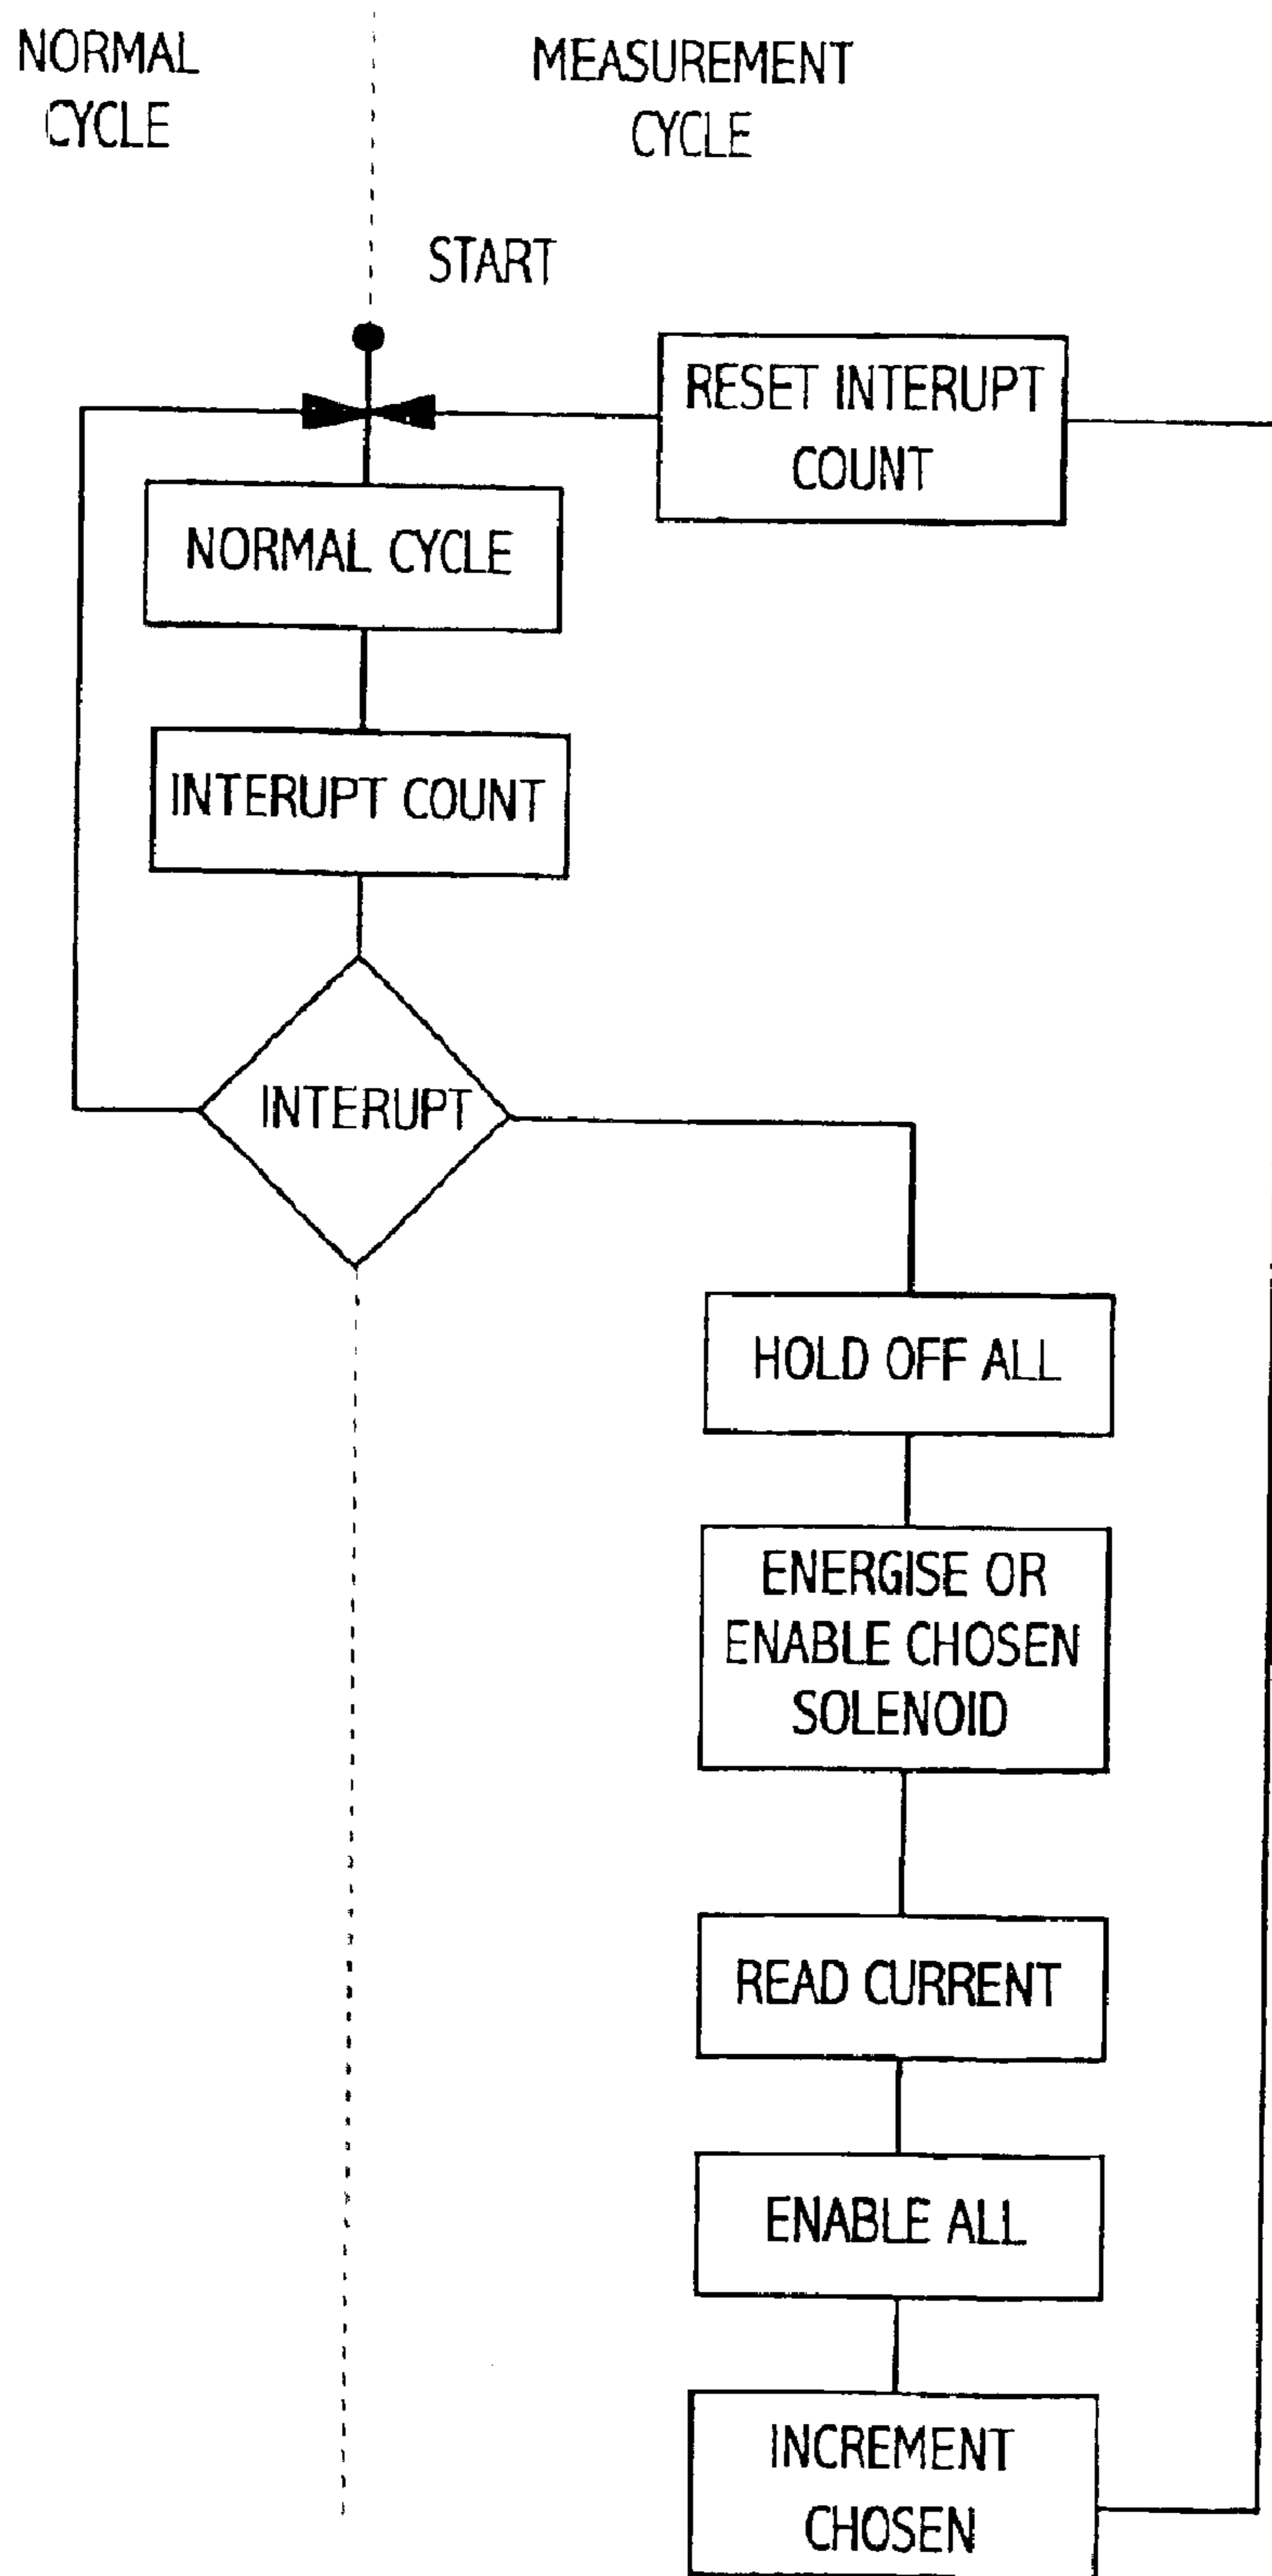 NORMAL
CYCLE
MEASUREMENT
CYCLE
START
RESET INTERUPT
COUNT
NORMAL CYCLE
INTERUPT COUNT
INTERUPT
HOLD OFF ALL
ENERGISE OR
ENABLE CHOSEN
SOLENOID
READ CURRENT
ENABLE ALL
INCREMENT
CHOSEN